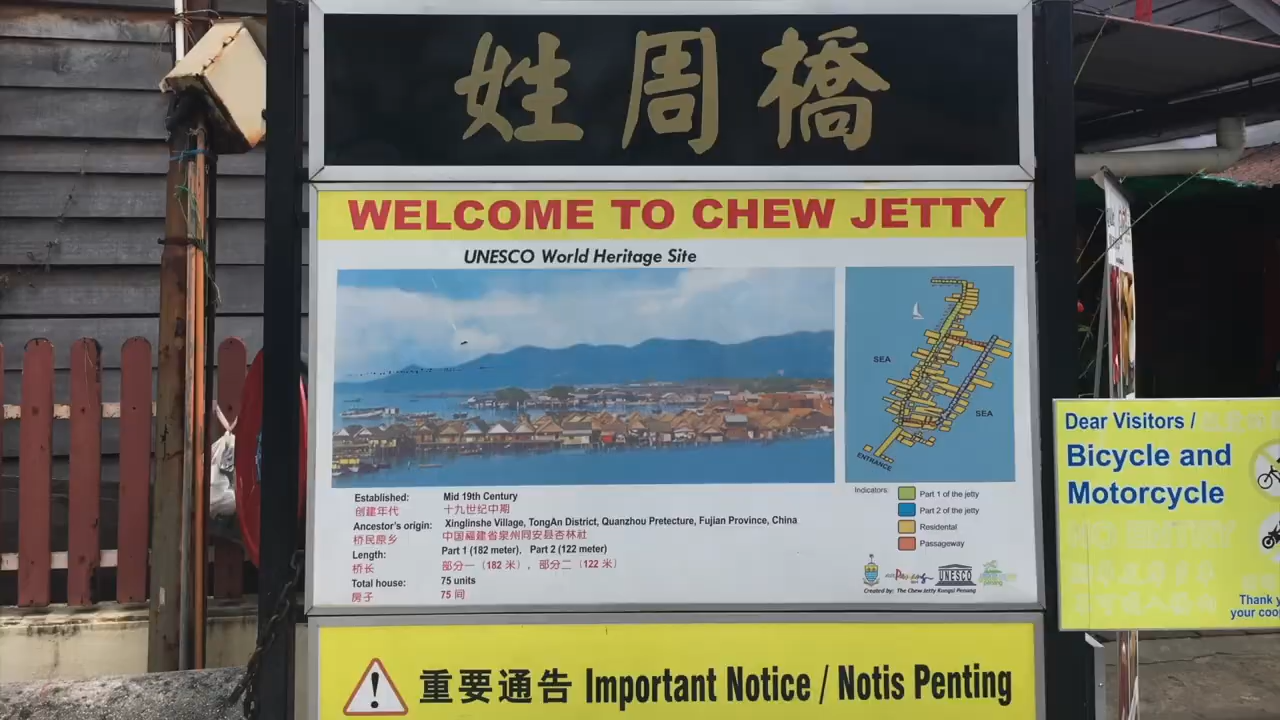 姓周橋
WELCOME TO CHEW JETTY
UNESCO World Heritage Site
SEA
SEA
ENTRANCE
Established: Mid 19th Century
创建年代 十九世纪中期
Ancestor's origin: Xinglinshe Village, TongAn District, Quanzhou Pretecture, Fujian Province, China
桥民原乡 中国福建省泉州同安县杏林社
Length: Part 1 (182 meter), Part 2 (122 meter)
桥长 部分一 (182 米) , 部分二 (122 米)
Total house: 75 units
房子 75 间
Indicators: Part 1 of the jetty
Part 2 of the jetty
Residential
Passageway
UNESCO
Created by: The Chew Jetty Kongsi Penang
重要通告 Important Notice / Notis Penting
Dear Visitors /
Bicycle and
Motorcycle
NO ENTRY
Thank
your